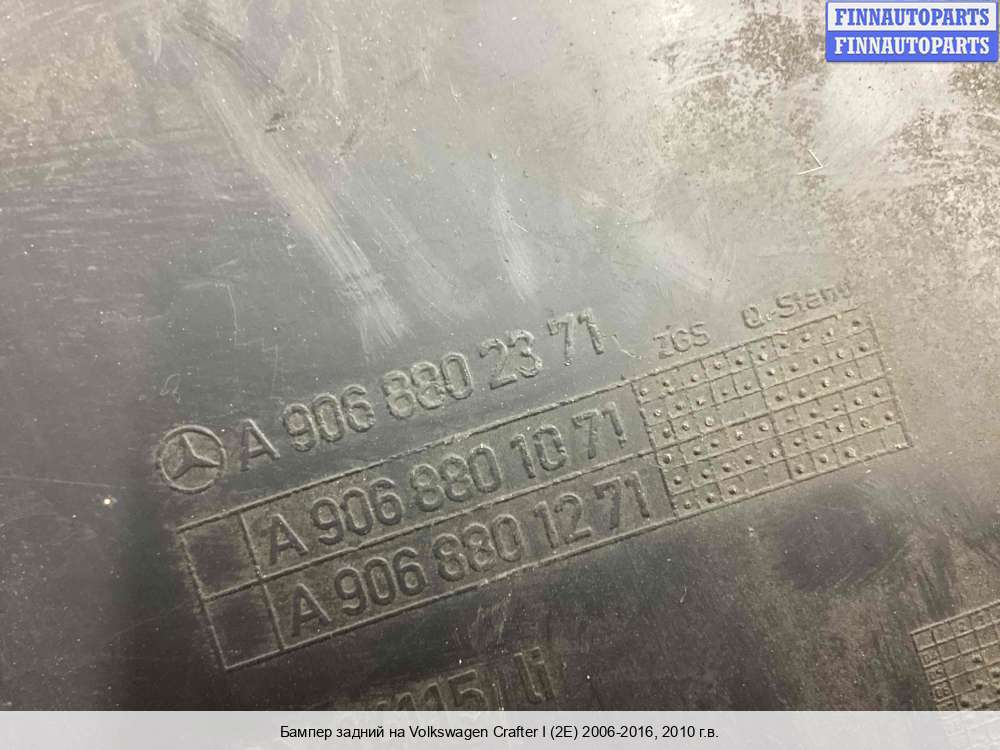 FINNAUTOPARTS
FINNAUTOPARTS
A 906 880 23 71 ZGS Q-Stand
A 906 880 10 71
A 906 880 12 71
Бампер задний на Volkswagen Crafter I (2E) 2006-2016, 2010 г.в.